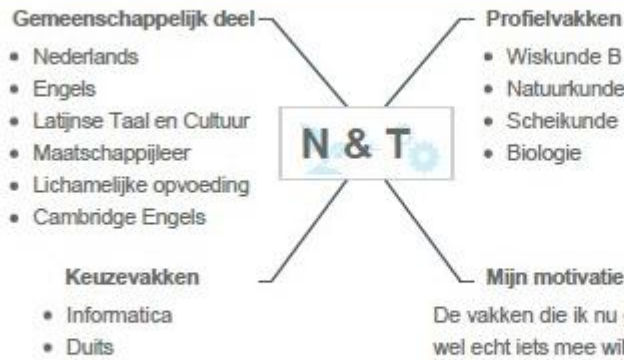 Gemeenschappelijk deel
Nederlands
Engels
Latijnse Taal en Cultuur
Maatschappijleer
Lichamelijke opvoeding
Cambridge Engels
Profielvakken
Wiskunde B
Natuurkunde
Scheikunde
Biologie
N & T
Keuzevakken
Informatica
Duits
Mijn motivatie
De vakken die ik nu
wel echt iets mee wil